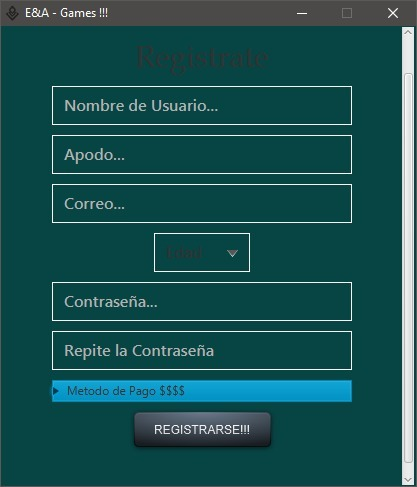 E&A - Games !!!
Registrate
Nombre de Usuario...
Apodo...
Correo...
Contraseña...
Repite la Contraseña
Metodo de Pago $$$$
REGISTRARSE!!!